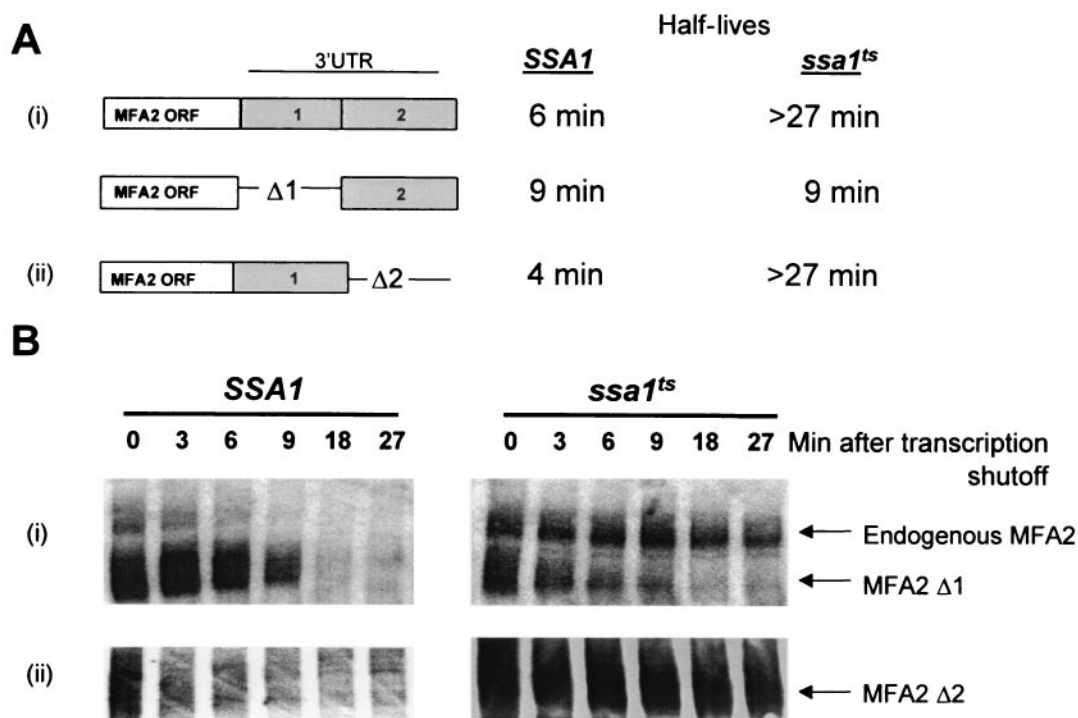 A
Half-lives
3'UTR
SSA1 ssa1ts
(i) MFA2 ORF 1 2 6 min >27 min
MFA2 ORF Δ1 2 9 min 9 min
(ii) MFA2 ORF 1 Δ2 4 min >27 min
B
SSA1 ssa1ts
0 3 6 9 18 27 0 3 6 9 18 27 Min after transcription
shutoff
(i) Endogenous MFA2
MFA2 Δ1
(ii) MFA2 Δ2